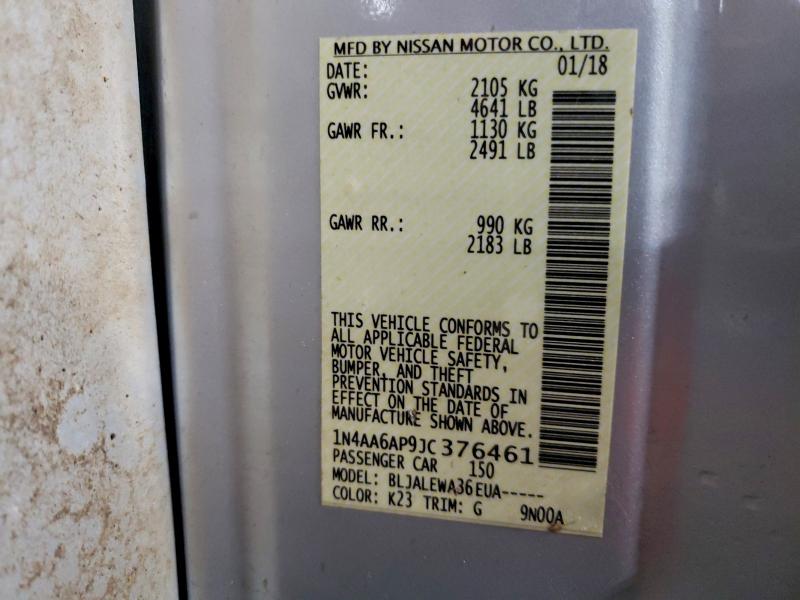 MFD BY NISSAN MOTOR CO., LTD.
DATE: 01/18
GVWR: 2105 KG
4641 LB
GAWR FR.: 1130 KG
2491 LB
GAWR RR.: 990 KG
2183 LB
THIS VEHICLE CONFORMS TO
ALL APPLICABLE FEDERAL
MOTOR VEHICLE SAFETY,
BUMPER, AND THEFT
PREVENTION STANDARDS IN
EFFECT ON THE DATE OF
MANUFACTURE SHOWN ABOVE.
1N4AA6AP9JC376461
PASSENGER CAR 150
MODEL: BLJALEWA36EUA-----
COLOR: K23 TRIM: G 9N00A